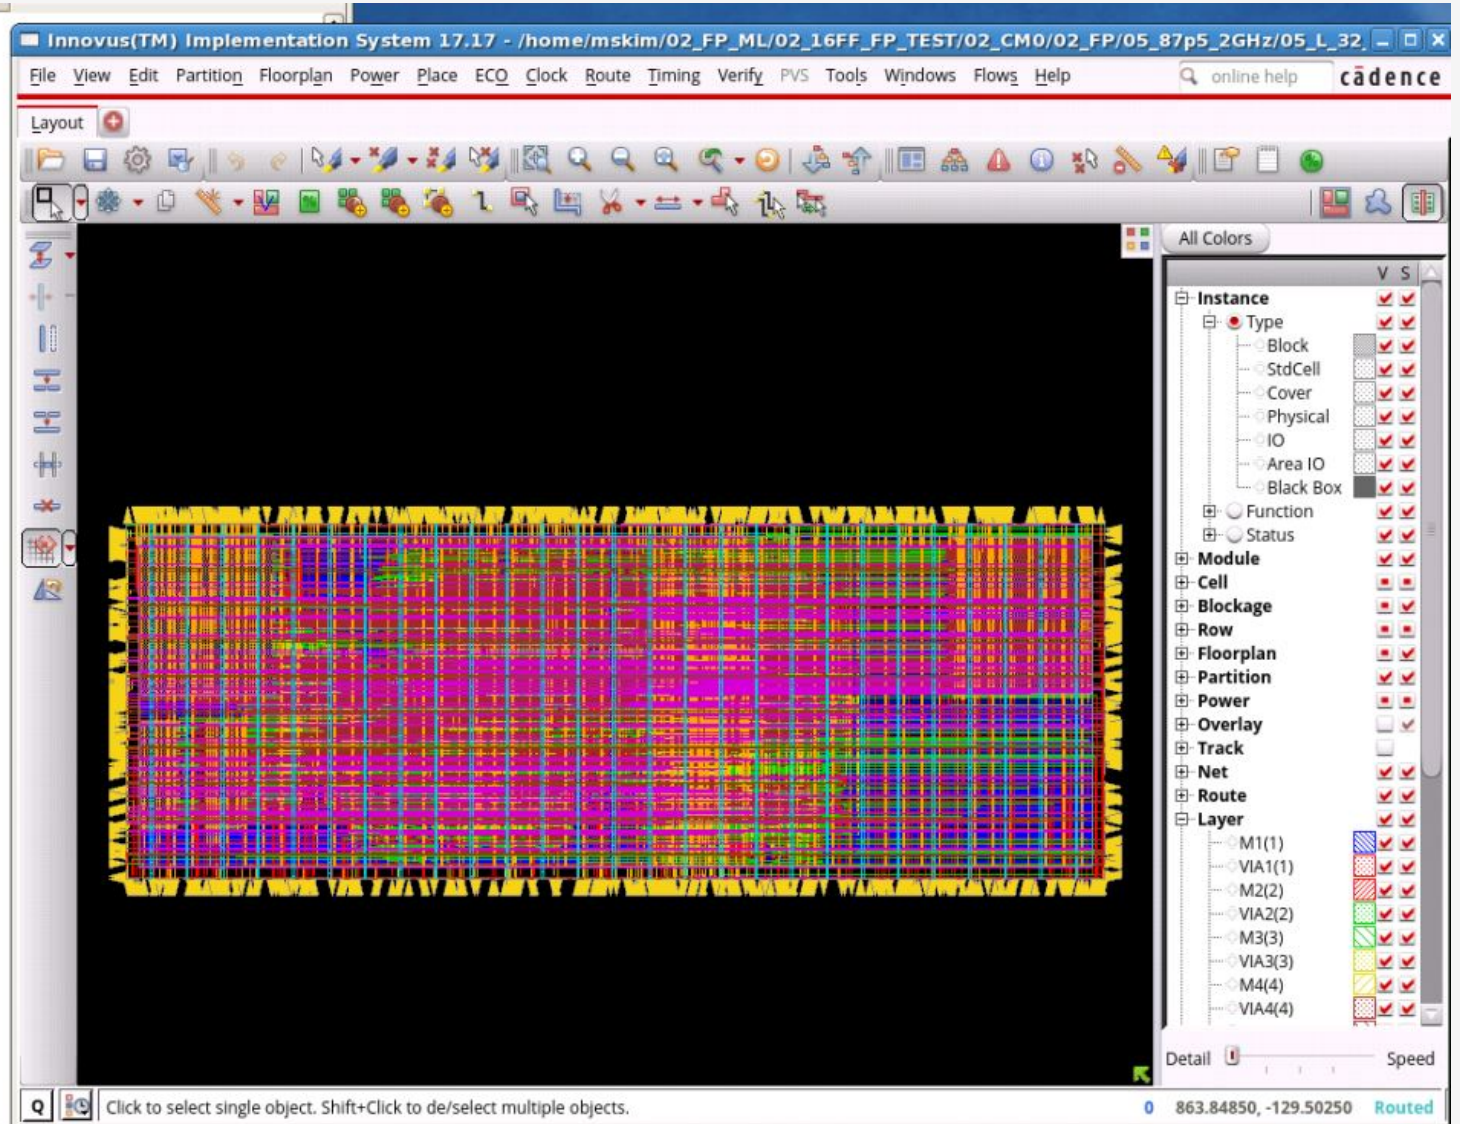 Innovus(TM) Implementation System 17.17 - /home/mskim/02_FP_ML/02_16FF_FP_TEST/02_CM0/02_FP/05_87p5_2GHz/05_L_32_
File View Edit Partition Floorplan Power Place ECO Clock Route Timing Verify PVS Tools Windows Flows Help online help cādence
Layout
All Colors
V S
Instance
Type
Block
StdCell
Cover
Physical
IO
Area IO
Black Box
Function
Status
Module
Cell
Blockage
Row
Floorplan
Partition
Power
Overlay
Track
Net
Route
Layer
M1(1)
VIA1(1)
M2(2)
VIA2(2)
M3(3)
VIA3(3)
M4(4)
VIA4(4)
Detail Speed
Q Click to select single object. Shift+Click to de/select multiple objects. 0 863.84850, -129.50250 Routed